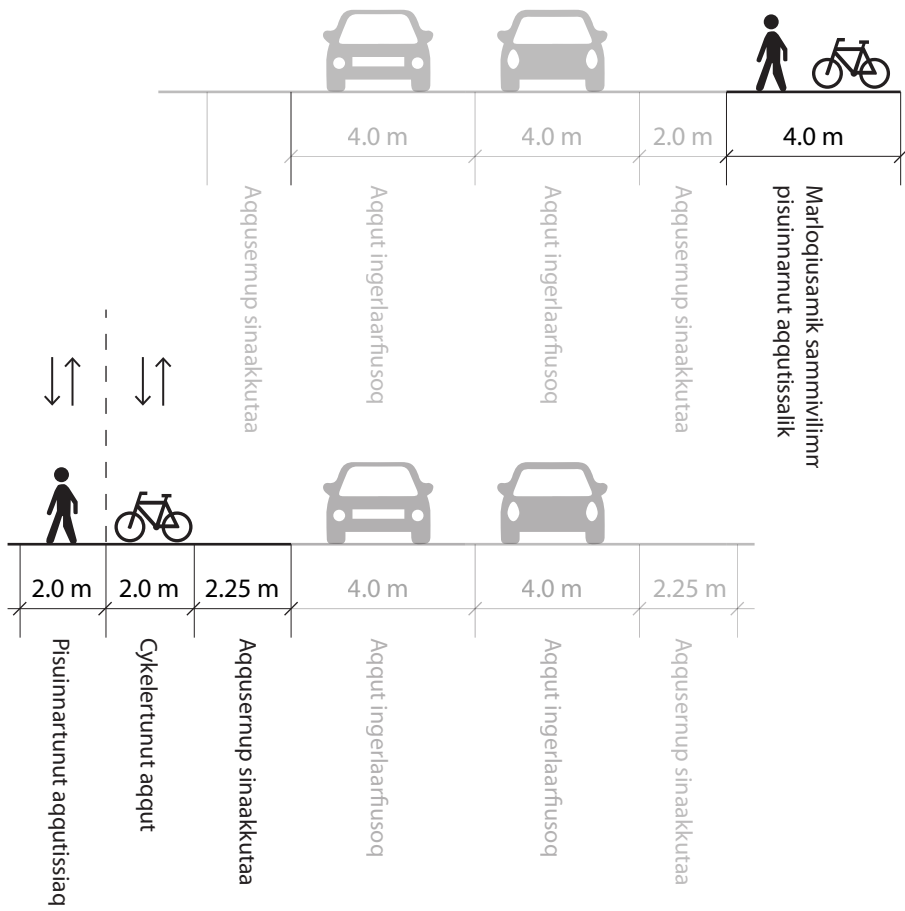 4.0 m
4.0 m
2.0 m
4.0 m
Aqqusernup sinaakkutaa
Aqqut ingerlaarfiusoq
Aqqut ingerlaarfiusoq
Aqqusernup sinaakkutaa
Marloqiusamik sammivilimm
pisuinnarnut aqqutissalik
2.0 m
2.0 m
2.25 m
4.0 m
4.0 m
2.25 m
Pisuinnartunut aqqutissiaq
Cykelertunut aqqut
Aqqusernup sinaakkutaa
Aqqut ingerlaarfiusoq
Aqqut ingerlaarfiusoq
Aqqusernup sinaakkutaa